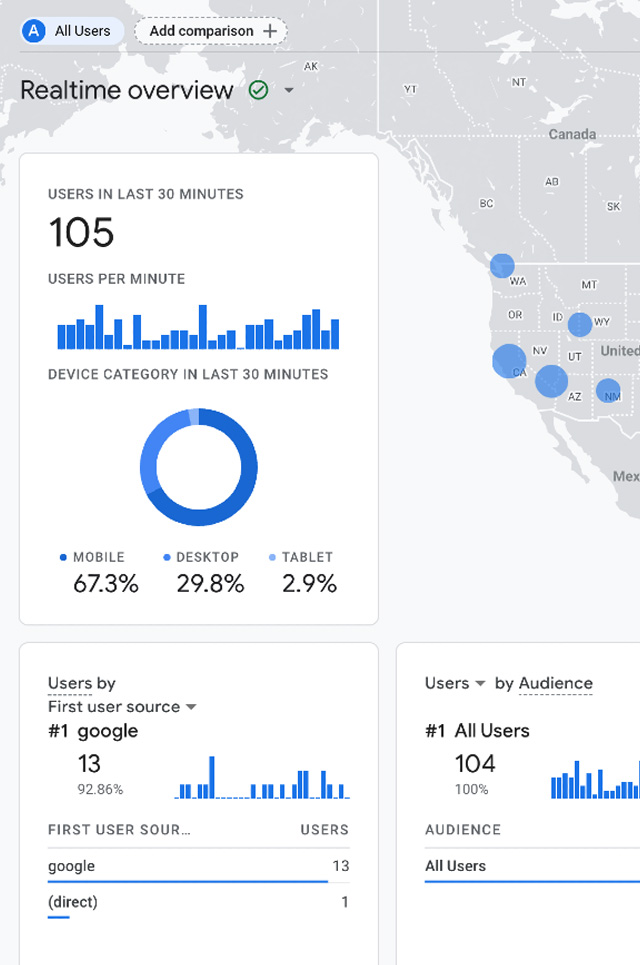 A All Users Add comparison +
Realtime overview
AK
YT
NT
Canada
AB
BC
SK
WA
MT
OR
ID
WY
NV
UT
United
CA
AZ
NM
Mex
USERS IN LAST 30 MINUTES
105
USERS PER MINUTE
DEVICE CATEGORY IN LAST 30 MINUTES
MOBILE DESKTOP TABLET
67.3% 29.8% 2.9%
Users by
First user source
#1 google
13
92.86%
FIRST USER SOUR... USERS
google 13
(direct) 1
Users by Audience
#1 All Users
104
100%
AUDIENCE
All Users